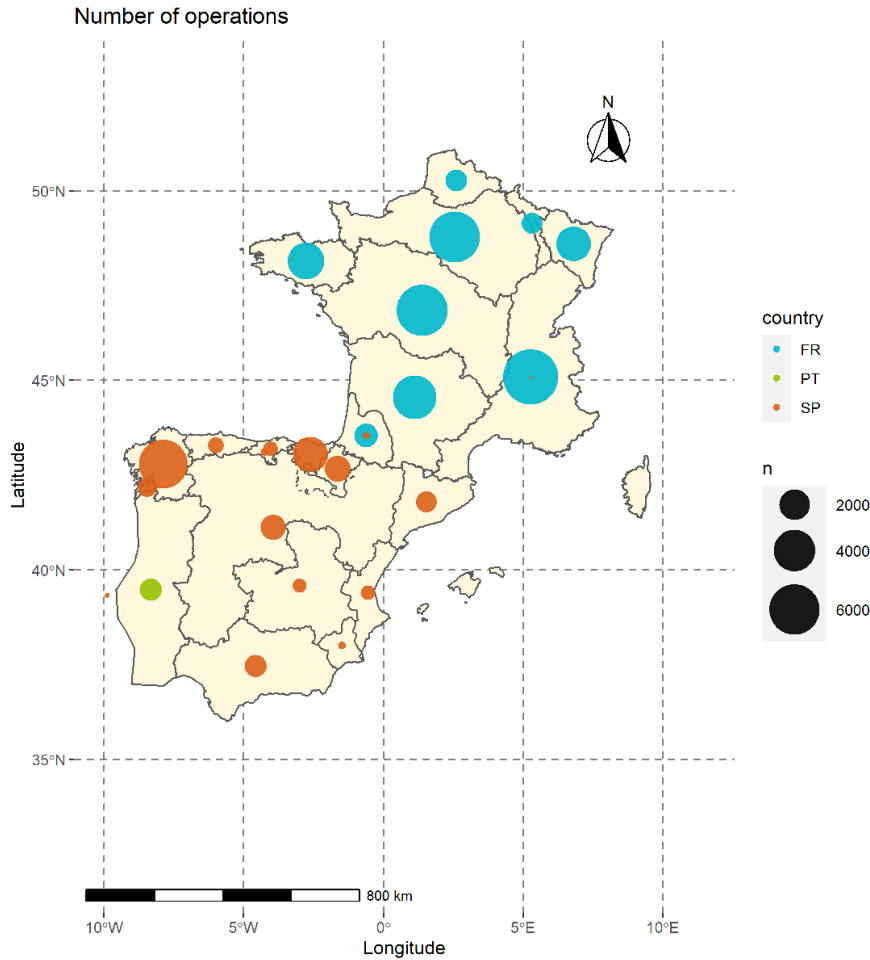 Number of operations
N
50°N
45°N
40°N
35°N
Latitude
800 km
10°W
5°W
0°
5°E
10°E
Longitude
country
FR
PT
SP
n
2000
4000
6000